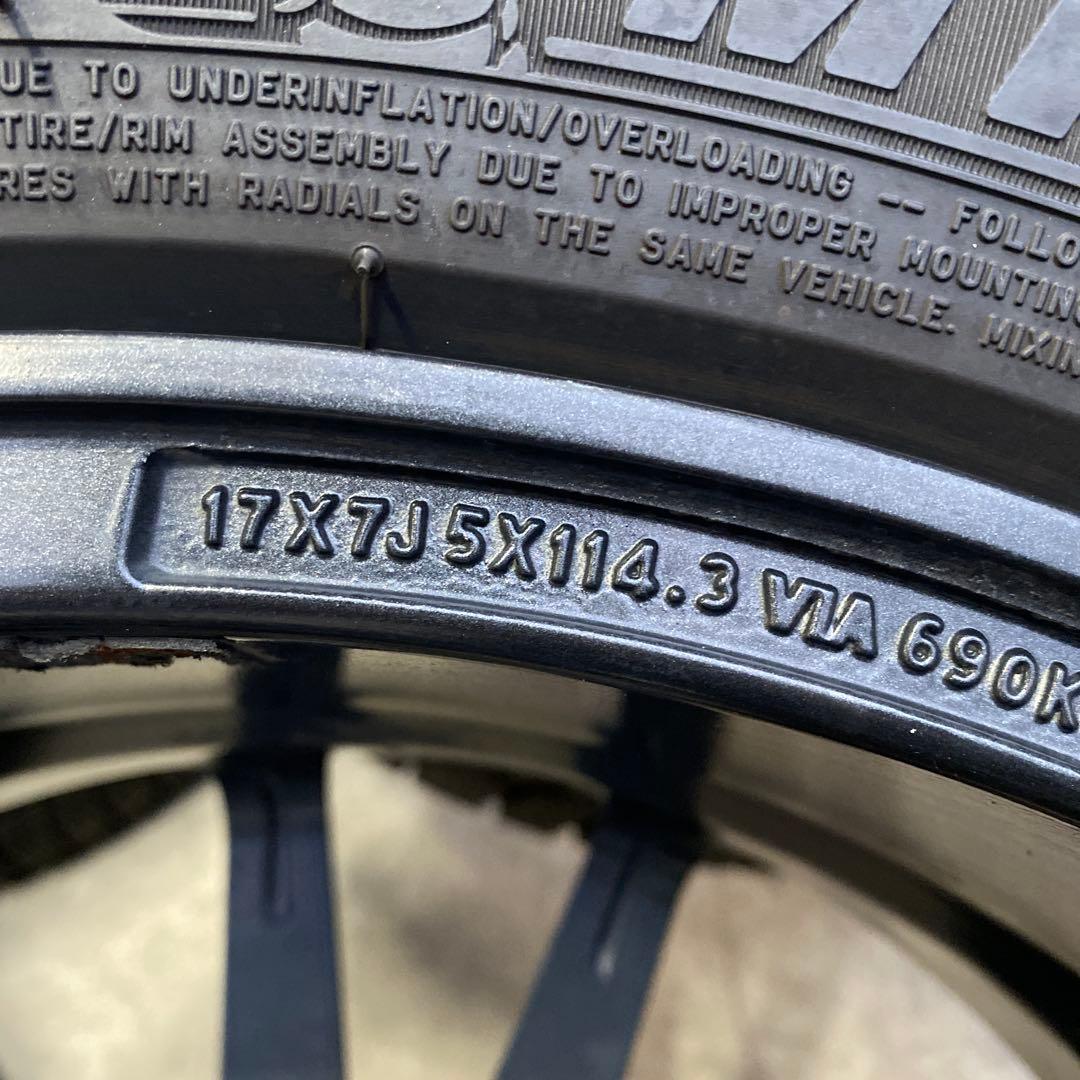 UE TO UNDERINFLATION/OVERLOADING -- FOLLO
TIRE/RIM ASSEMBLY DUE TO IMPROPER MOUNTING
RES WITH RADIALS ON THE SAME VEHICLE. MIXIN
17X7J 5X114.3 VIA 690K